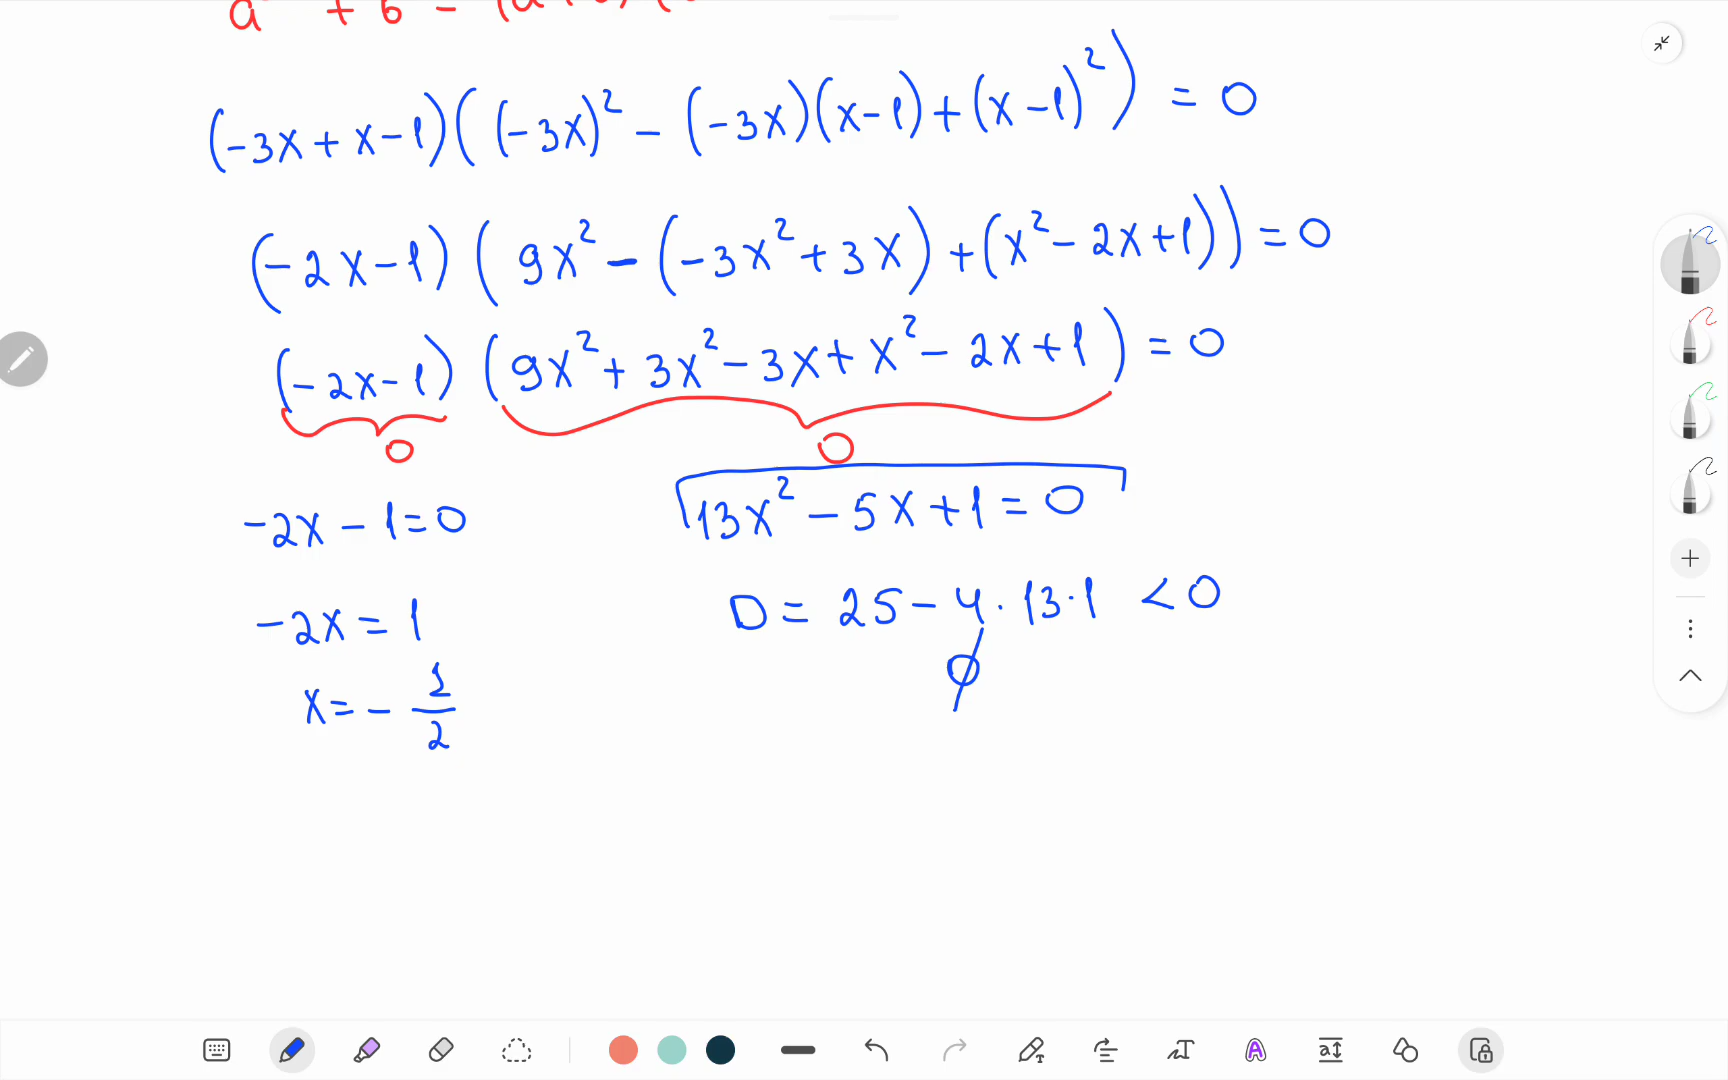 a + b = (a
(-3x + x-1)((-3x)² - (-3x)(x-1) + (x-1)²) = 0
(-2x-1)(9x² - (-3x² + 3x) + (x² - 2x + 1)) = 0
(-2x-1)(9x² + 3x² - 3x + x² - 2x + 1) = 0
0 0
-2x - 1 = 0 13x² - 5x + 1 = 0
-2x = 1 D = 25 - 4 · 13 · 1 < 0
x = - 1/2 ∅